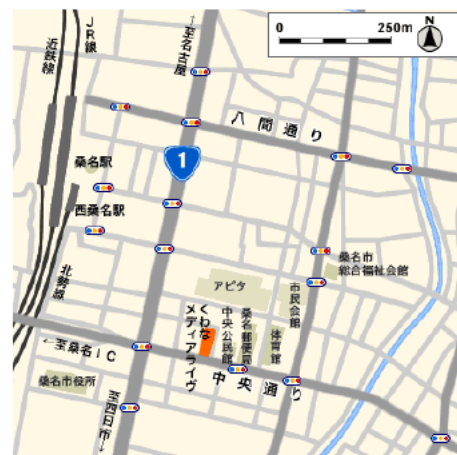 0 250m
N
近鉄線
JR線
←至名古屋
八間通り
1
桑名駅
西桑名駅
北勢線
桑名市
総合福祉会館
アピタ
市民会館
くわな
メディアライヴ
中央公民館
桑名郵便局
体育館
←至桑名IC
中央通り
桑名市役所
至四日市→